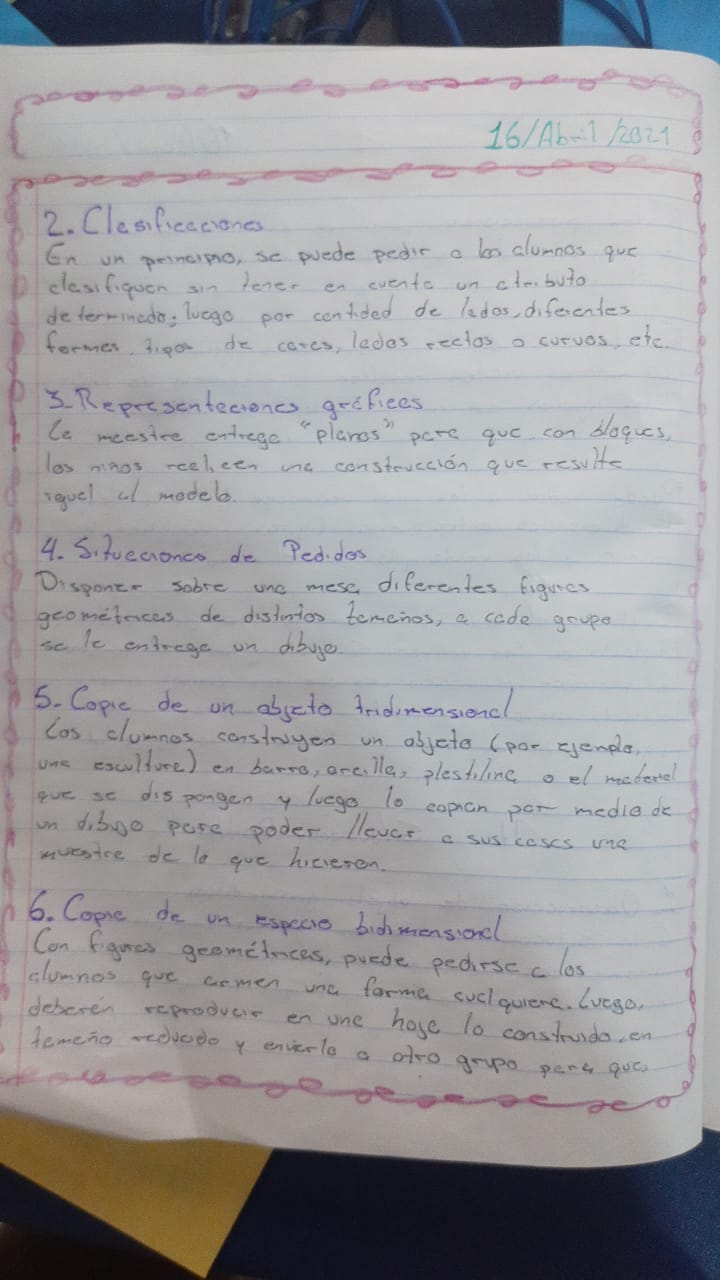 16/Abril/2021
2. Clasificaciones
En un principio, se puede pedir a los alumnos que
clasifiquen sin tener en cuenta un atributo
determinado; luego por cantidad de lados, diferentes
formas, tipos de caras, lados rectos o curvos, etc.
3. Representaciones gráficas
La maestra entrega "planos" para que, con bloques,
los niños realicen una construcción que resulte
igual al modelo.
4. Situaciones de Pedidos
Disponer sobre una mesa diferentes figuras
geométricas de distintos tamaños, a cada grupo
se le entrega un dibujo.
5. Copia de un objeto tridimensional
Los alumnos construyen un objeto (por ejemplo,
una escultura) en barro, arcilla, plastilina o el material
que se dispongan y luego lo copian por medio de
un dibujo para poder llevar a sus casas una
muestra de lo que hicieron.
6. Copia de un espacio bidimensional
Con figuras geométricas, puede pedirse a los
alumnos que armen una forma cualquiera. Luego,
deberán reproducir en una hoja lo construido, en
tamaño reducido y enviarlo a otro grupo para que,